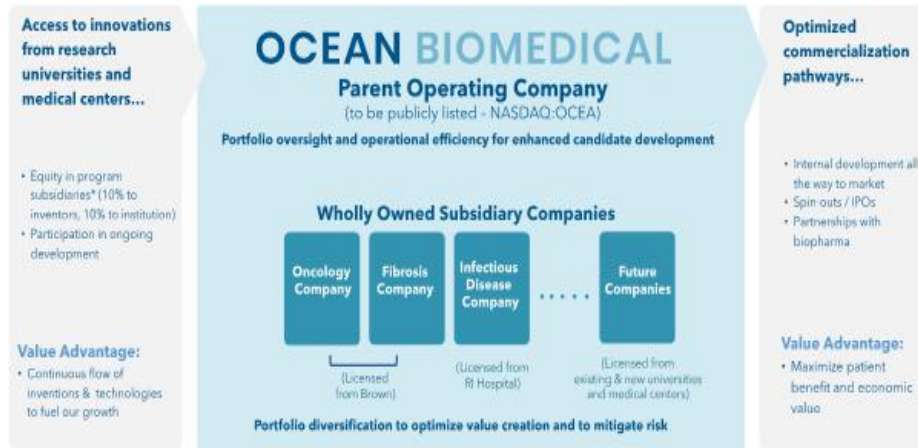 Access to innovations
from research
universities and
medical centers...
• Equity in program
subsidiaries* (10% to
inventors, 10% to institution)
• Participation in ongoing
development
Value Advantage:
• Continuous flow of
inventions & technologies
to fuel our growth
OCEAN BIOMEDICAL
Parent Operating Company
(to be publicly listed - NASDAQ:OCEA)
Portfolio oversight and operational efficiency for enhanced candidate development
Wholly Owned Subsidiary Companies
Oncology
Company
Fibrosis
Company
Infectious
Disease
Company
.....
Future
Companies
(Licensed
from Brown)
(Licensed from
RI Hospital)
(Licensed from
existing & new universities
and medical centers)
Portfolio diversification to optimize value creation and to mitigate risk
Optimized
commercialization
pathways...
• Internal development all
the way to market
• Spin-outs / IPOs
• Partnerships with
biopharma
Value Advantage:
• Maximize patient
benefit and economic
value